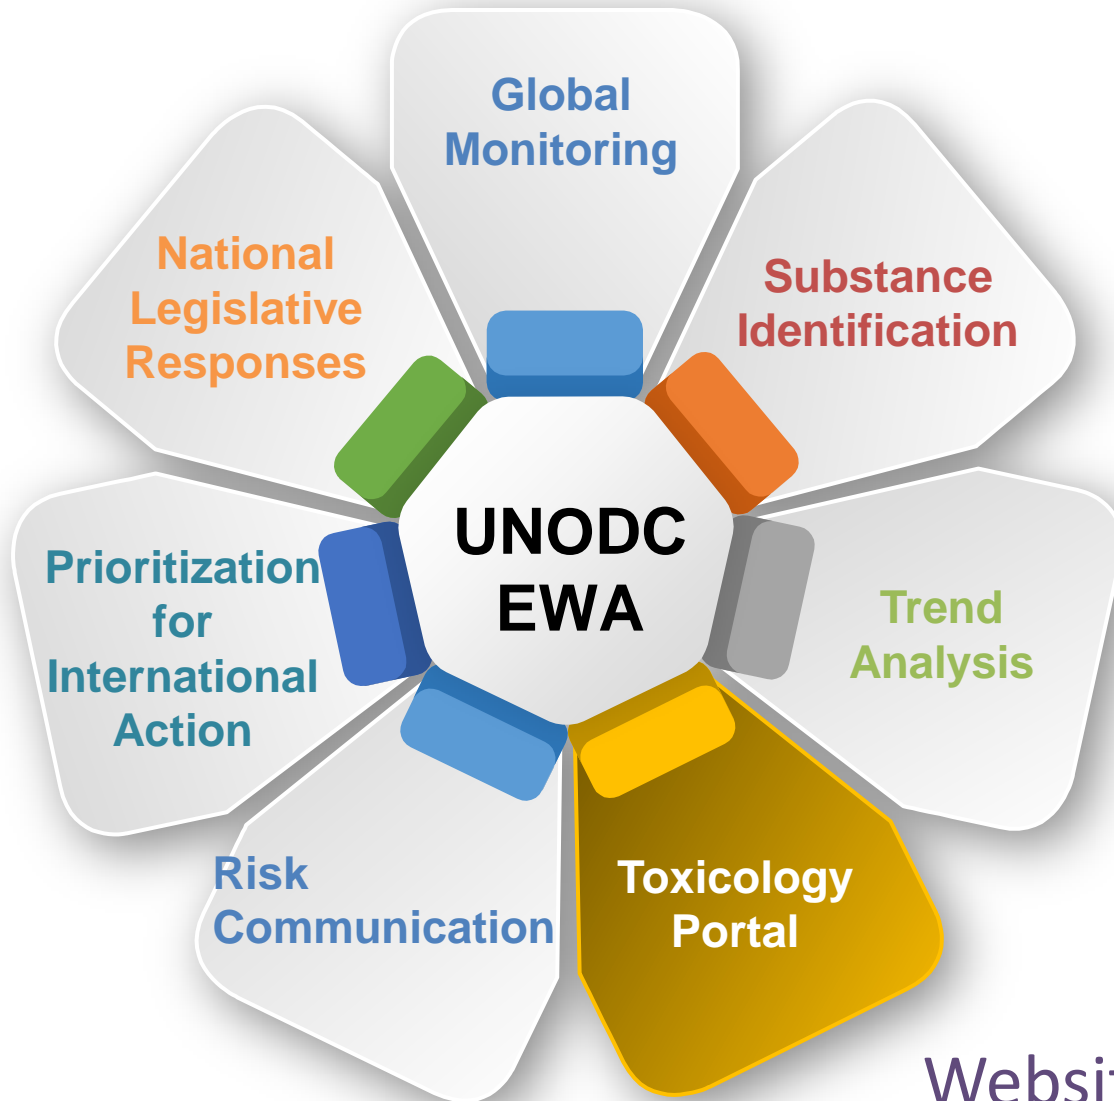 Global
Monitoring
Substance
Identification
Trend
Analysis
Toxicology
Portal
Risk
Communication
Prioritization
for
International
Action
National
Legislative
Responses
UNODC
EWA